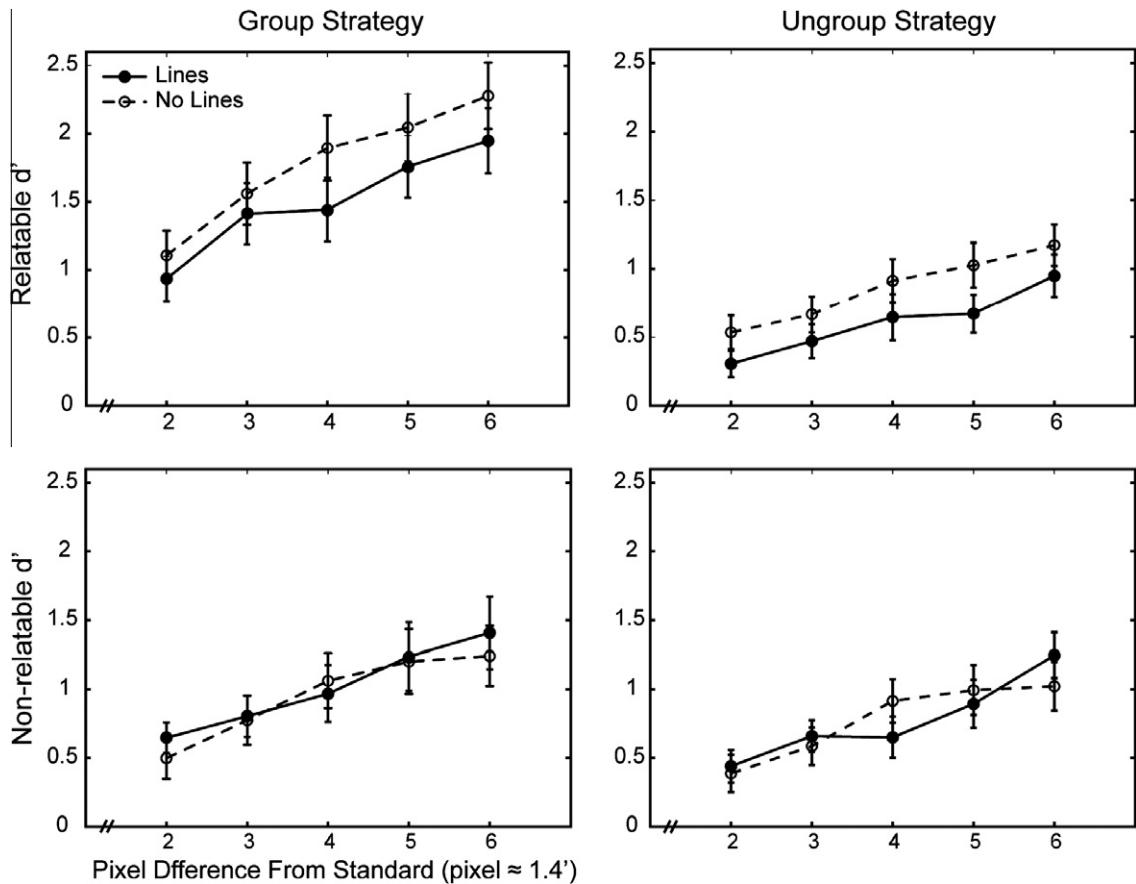 Group Strategy
Ungroup Strategy
Relatable d'
2.5
2
1.5
1
0.5
0
Lines
No Lines
2 3 4 5 6
2.5
2
1.5
1
0.5
0
2 3 4 5 6
Non-relatable d'
2.5
2
1.5
1
0.5
0
2 3 4 5 6
2.5
2
1.5
1
0.5
0
2 3 4 5 6
Pixel Dfference From Standard (pixel ≈ 1.4')